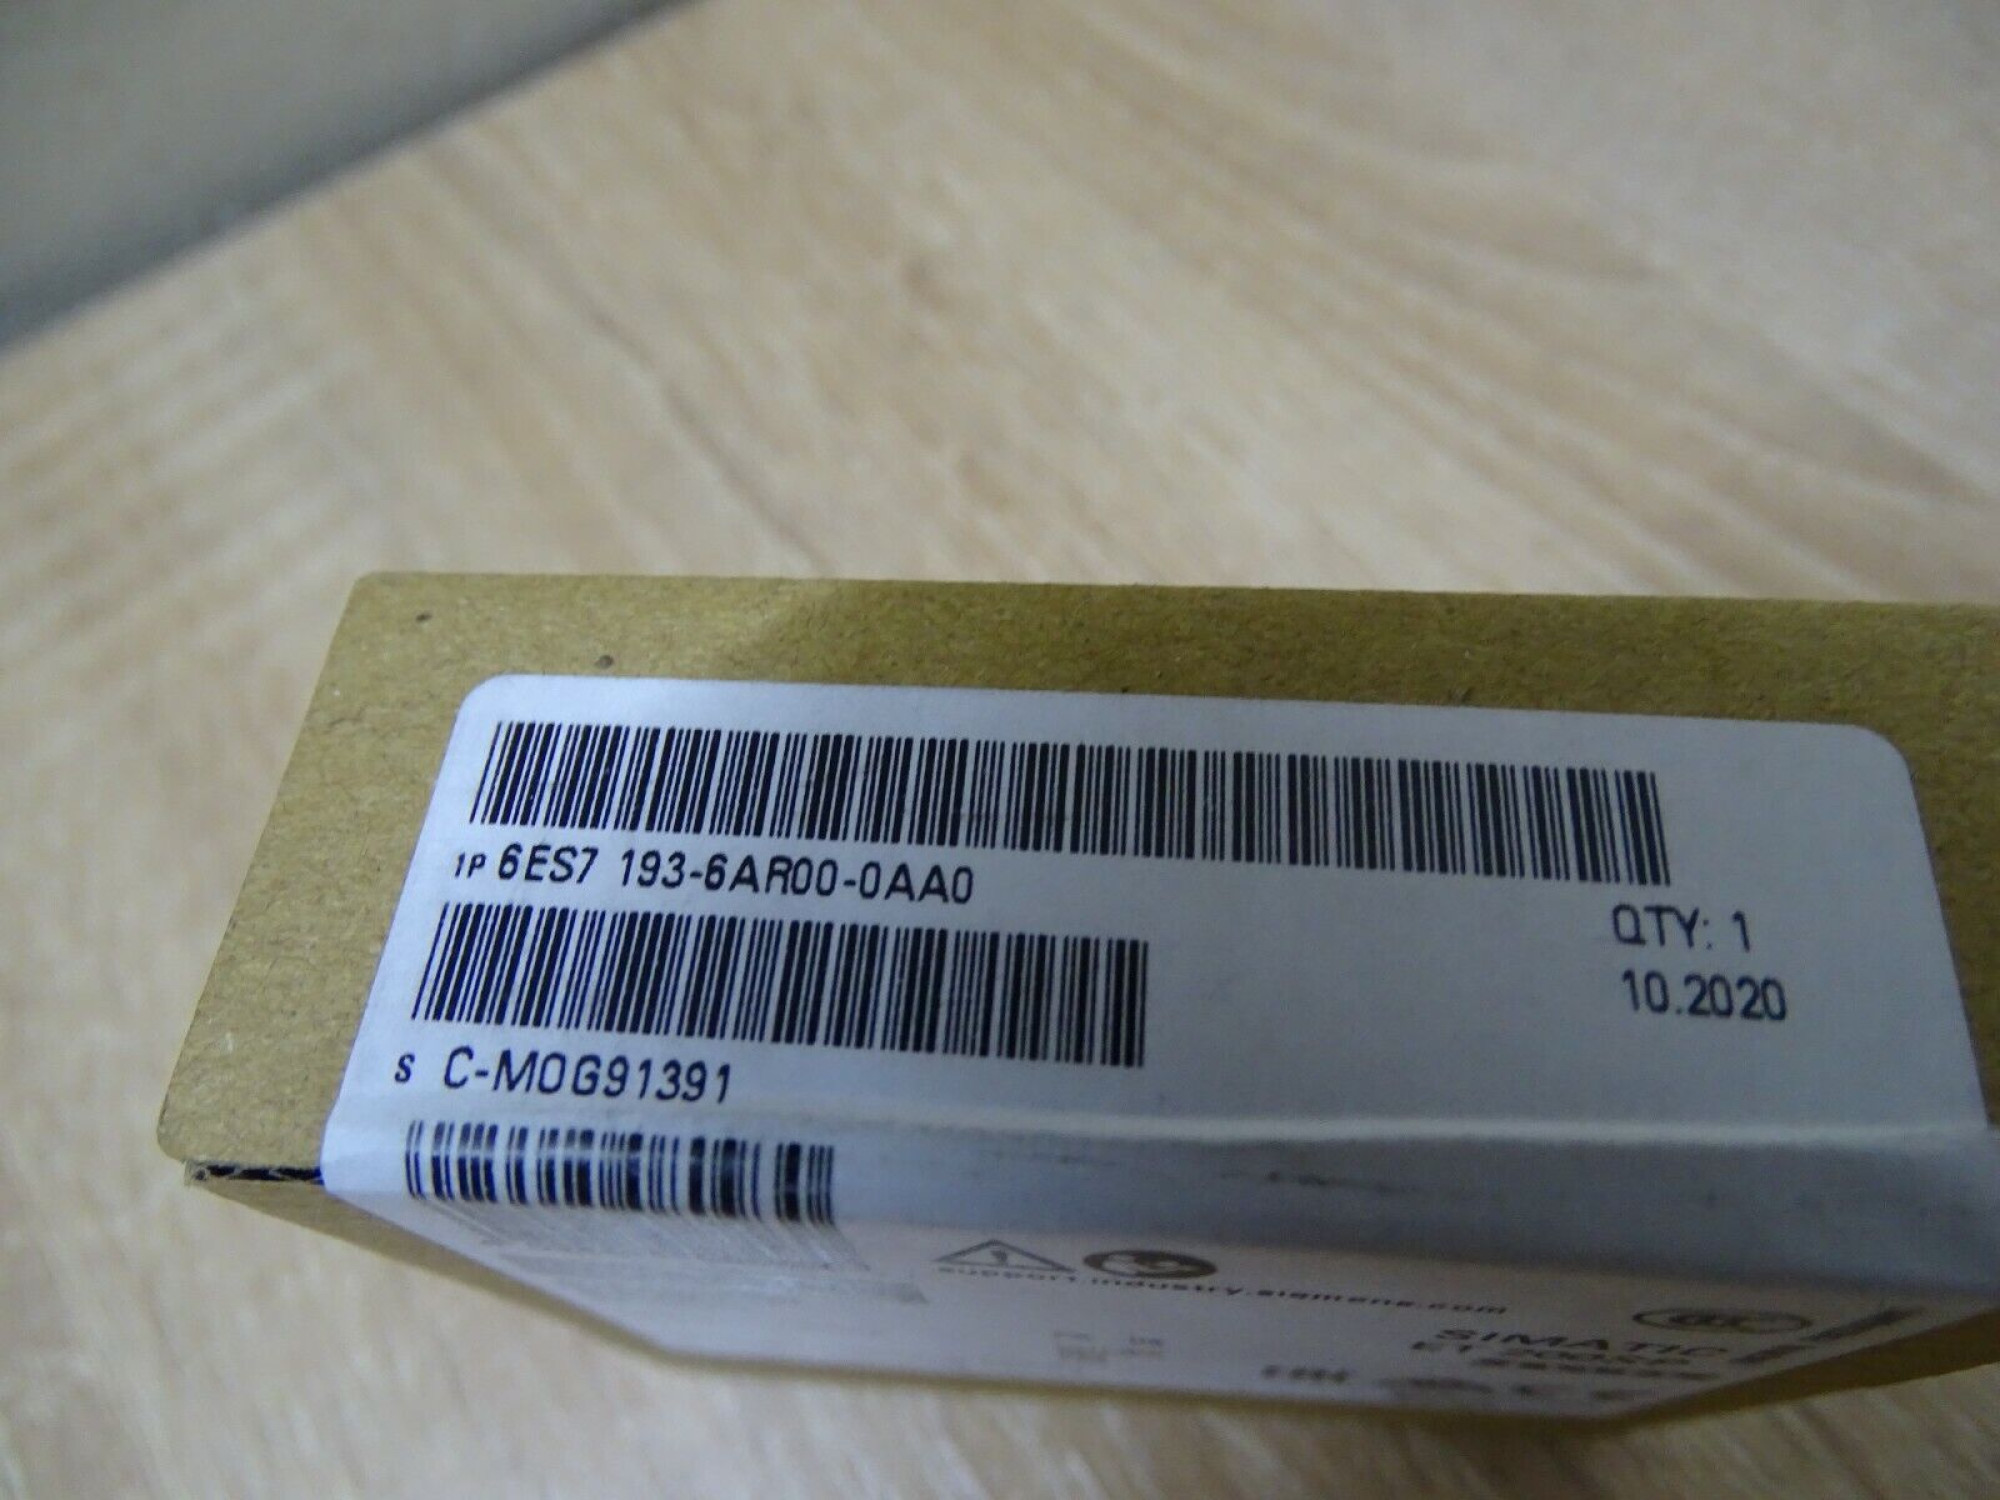 1P 6ES7 193-6AR00-0AA0
QTY: 1
10.2020
S C-M0G91391
support.industry.siemens.com
SIMATIC